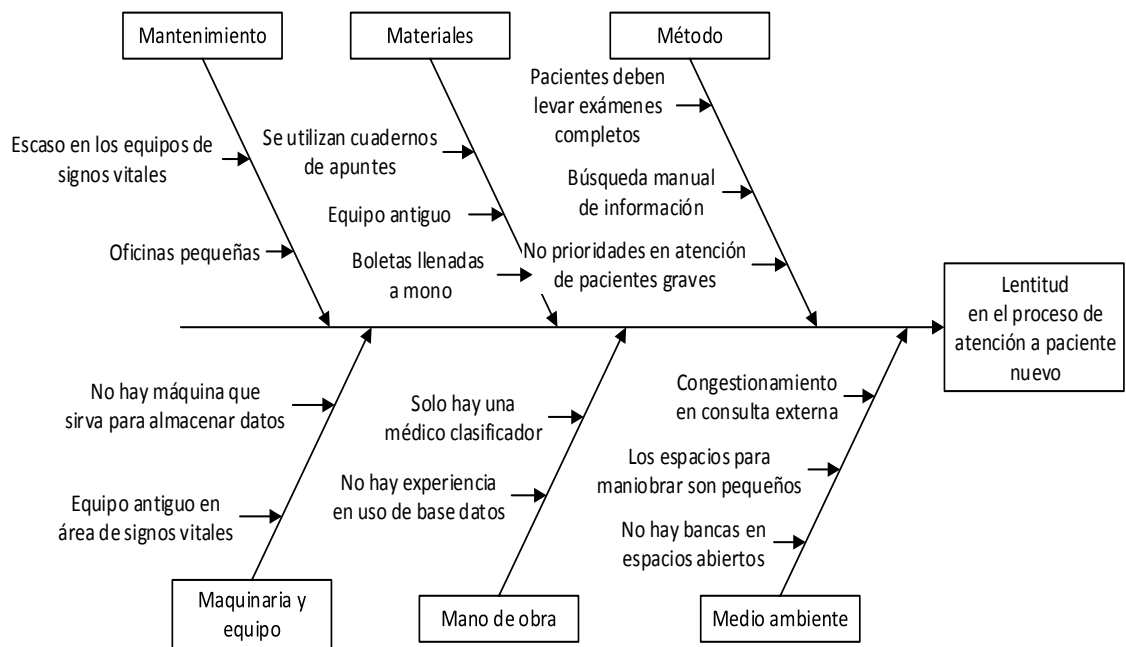 Mantenimiento
Materiales
Método
Escaso en los equipos de
signos vitales
Oficinas pequeñas
Se utilizan cuadernos
de apuntes
Equipo antiguo
Boletas llenadas
a mono
Pacientes deben
levar exámenes
completos
Búsqueda manual
de información
No prioridades en atención
de pacientes graves
Lentitud
en el proceso de
atención a paciente
nuevo
No hay máquina que
sirva para almacenar datos
Equipo antiguo en
área de signos vitales
Solo hay una
médico clasificador
No hay experiencia
en uso de base datos
Congestionamiento
en consulta externa
Los espacios para
maniobrar son pequeños
No hay bancas en
espacios abiertos
Maquinaria y
equipo
Mano de obra
Medio ambiente